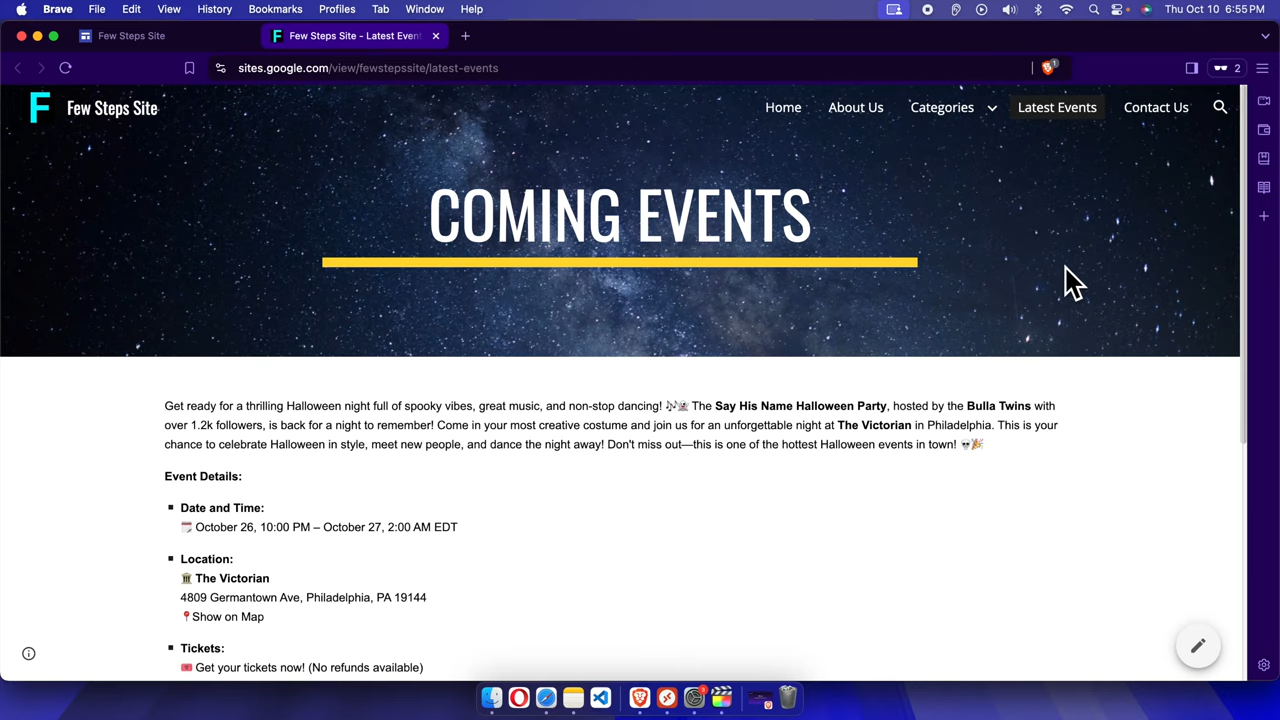 Brave File Edit View History Bookmarks Profiles Tab Window Help Thu Oct 10 6:55 PM
Few Steps Site Few Steps Site - Latest Even
sites.google.com/view/fewstepssite/latest-events 1 2
F Few Steps Site Home About Us Categories Latest Events Contact Us
COMING EVENTS
Get ready for a thrilling Halloween night full of spooky vibes, great music, and non-stop dancing! 🎶👻 The Say His Name Halloween Party, hosted by the Bulla Twins with
over 1.2k followers, is back for a night to remember! Come in your most creative costume and join us for an unforgettable night at The Victorian in Philadelphia. This is your
chance to celebrate Halloween in style, meet new people, and dance the night away! Don't miss out—this is one of the hottest Halloween events in town! 💀🎉
Event Details:
▪ Date and Time:
🗓️ October 26, 10:00 PM – October 27, 2:00 AM EDT
▪ Location:
🏛️ The Victorian
4809 Germantown Ave, Philadelphia, PA 19144
📍Show on Map
▪ Tickets:
🎟️ Get your tickets now! (No refunds available)